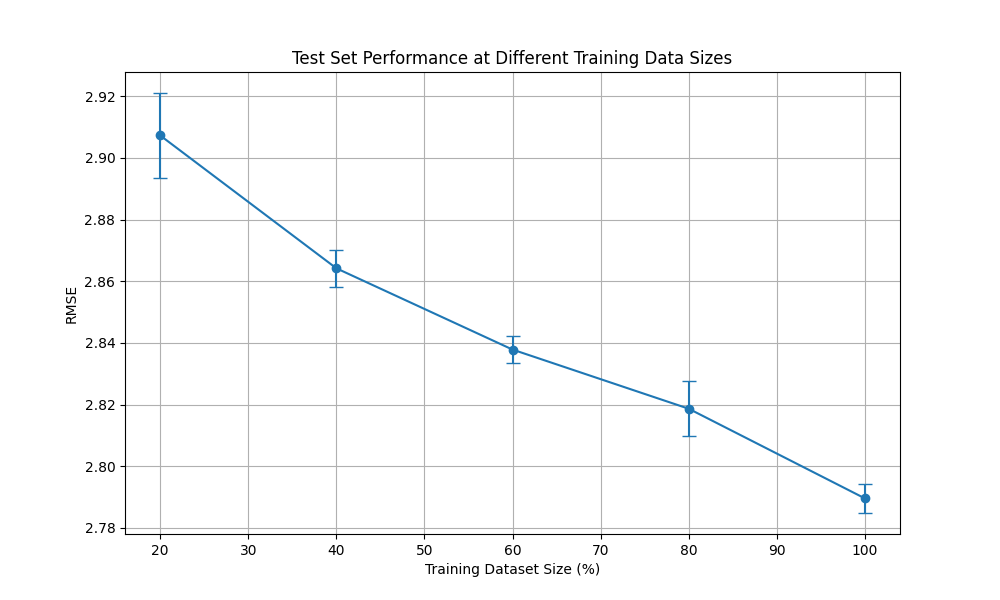 Test Set Performance at Different Training Data Sizes
2.92
2.90
2.88
2.86
2.84
2.82
2.80
2.78
RMSE
20 30 40 50 60 70 80 90 100
Training Dataset Size (%)